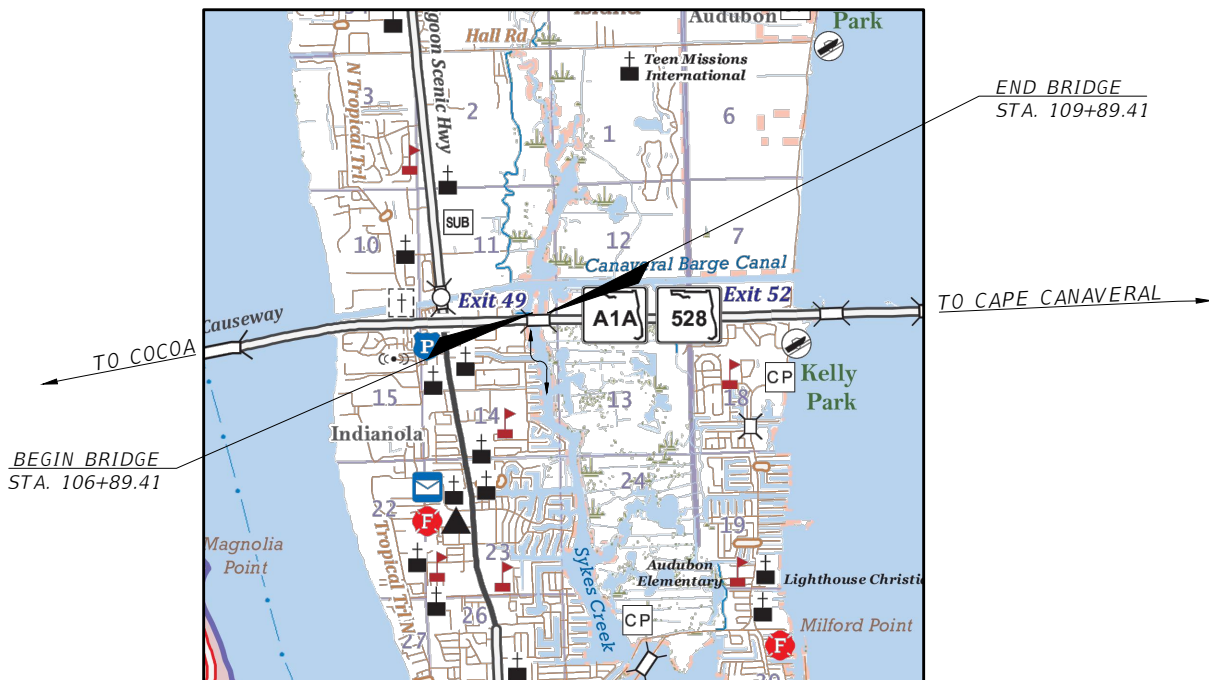 Island
Audubon
Park
Hall Rd
Teen Missions
International
END BRIDGE
STA. 109+89.41
goon Scenic Hwy
N Tropical Trl
3
2
1
6
SUB
10
11
12
7
Canaveral Barge Canal
Exit 49
Exit 52
A1A
528
TO CAPE CANAVERAL
Causeway
TO COCOA
P
CP
Kelly
Park
15
14
13
18
Indianola
BEGIN BRIDGE
STA. 106+89.41
24
22
F
19
23
Magnolia
Point
Tropical Trl N
Sykes Creek
Audubon
Elementary
Lighthouse Christi
26
CP
27
Milford Point
F